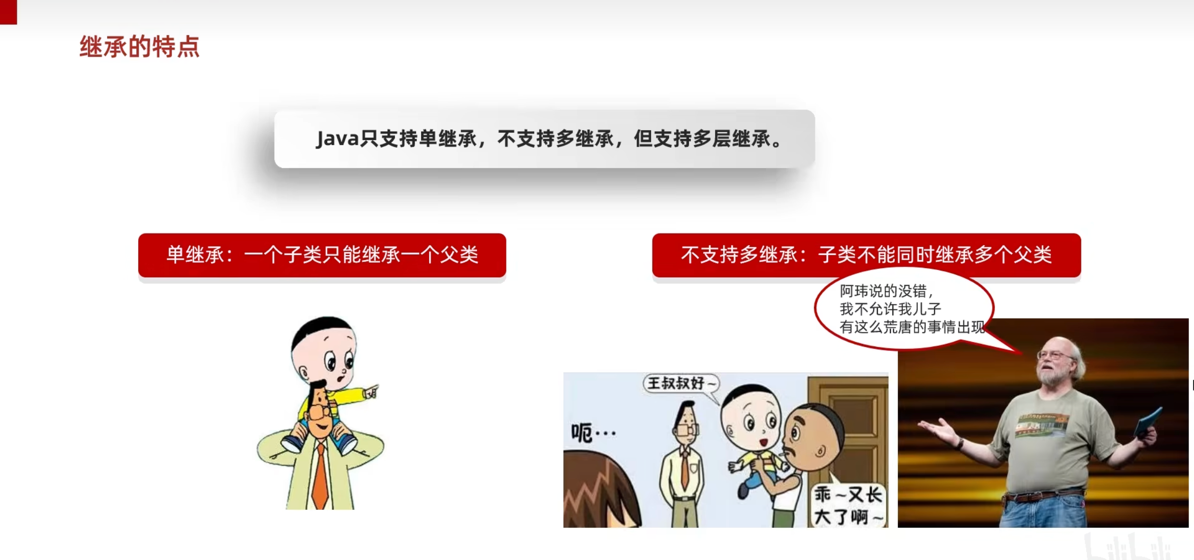 继承的特点
Java只支持单继承，不支持多继承，但支持多层继承。
单继承：一个子类只能继承一个父类
不支持多继承：子类不能同时继承多个父类
阿玮说的没错，
我不允许我儿子
有这么荒唐的事情出现
王叔叔好～
呃…
乖～又长
大了啊～
bilibili